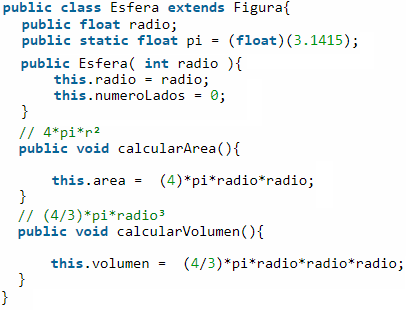 public class Esfera extends Figura{
public float radio;
public static float pi = (float)(3.1415);
public Esfera( int radio ){
this.radio = radio;
this.numeroLados = 0;
}
// 4*pi*r²
public void calcularArea(){
this.area =  (4)*pi*radio*radio;
}
// (4/3)*pi*radio³
public void calcularVolumen(){
this.volumen =  (4/3)*pi*radio*radio*radio;
}
}